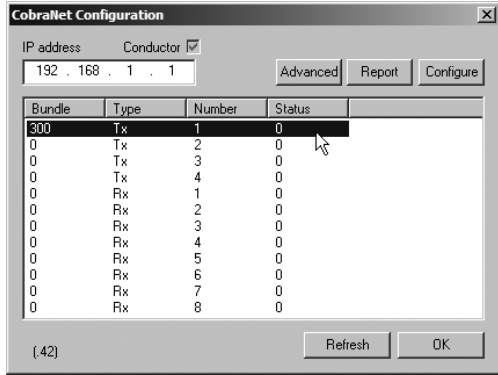 CobraNet Configuration
IP address Conductor
192 . 168 . 1 . 1 Advanced Report Configure
Bundle Type Number Status
300 Tx 1 0
0 Tx 2 0
0 Tx 3 0
0 Tx 4 0
0 Rx 1 0
0 Rx 2 0
0 Rx 3 0
0 Rx 4 0
0 Rx 5 0
0 Rx 6 0
0 Rx 7 0
0 Rx 8 0
(.42) Refresh OK